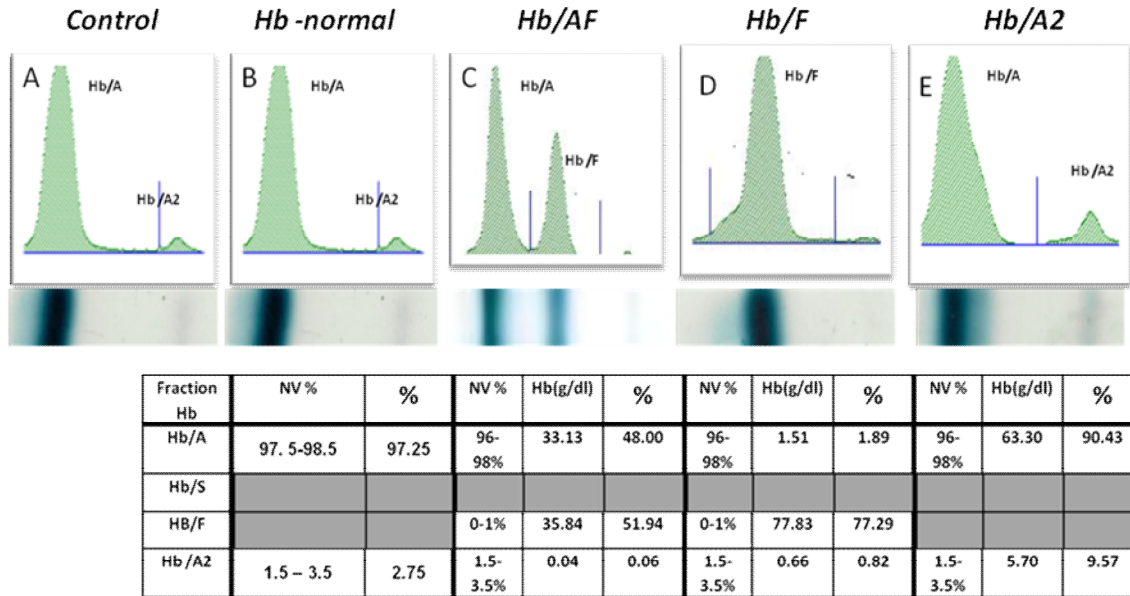 Control
Hb -normal
Hb/AF
Hb/F
Hb/A2
A
Hb/A
Hb/A2
B
Hb/A
Hb/A2
C
Hb/A
Hb/F
D
Hb/F
E
Hb/A
Hb/A2
Fraction Hb NV % % NV % Hb(g/dl) % NV % Hb(g/dl) % NV % Hb(g/dl) %
Hb/A 97. 5-98.5 97.25 96-98% 33.13 48.00 96-98% 1.51 1.89 96-98% 63.30 90.43
Hb/S
HB/F 0-1% 35.84 51.94 0-1% 77.83 77.29
Hb /A2 1.5 – 3.5 2.75 1.5-3.5% 0.04 0.06 1.5-3.5% 0.66 0.82 1.5-3.5% 5.70 9.57